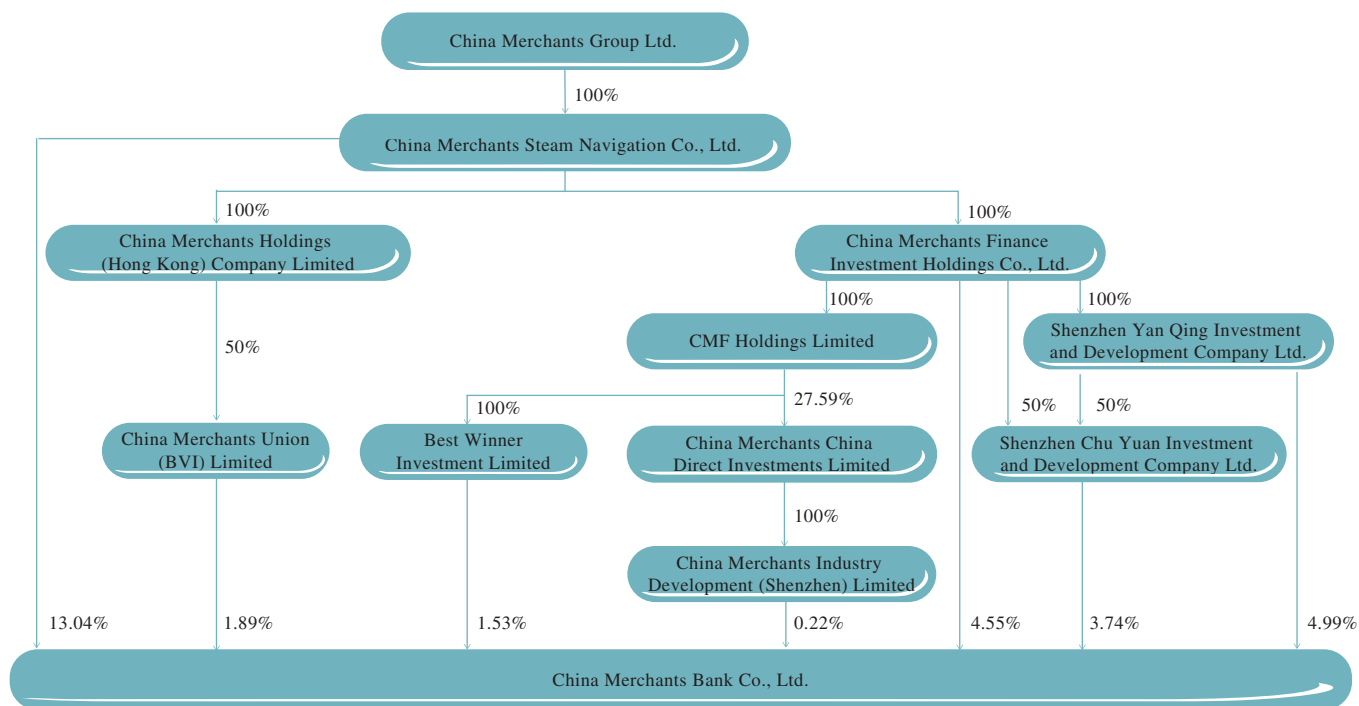 China Merchants Group Ltd.
100%
China Merchants Steam Navigation Co., Ltd.
100%
100%
China Merchants Holdings
(Hong Kong) Company Limited
China Merchants Finance
Investment Holdings Co., Ltd.
100%
100%
50%
CMF Holdings Limited
Shenzhen Yan Qing Investment
and Development Company Ltd.
100%
27.59%
50%
50%
China Merchants Union
(BVI) Limited
Best Winner
Investment Limited
China Merchants China
Direct Investments Limited
Shenzhen Chu Yuan Investment
and Development Company Ltd.
100%
China Merchants Industry
Development (Shenzhen) Limited
13.04%
1.89%
1.53%
0.22%
4.55%
3.74%
4.99%
China Merchants Bank Co., Ltd.